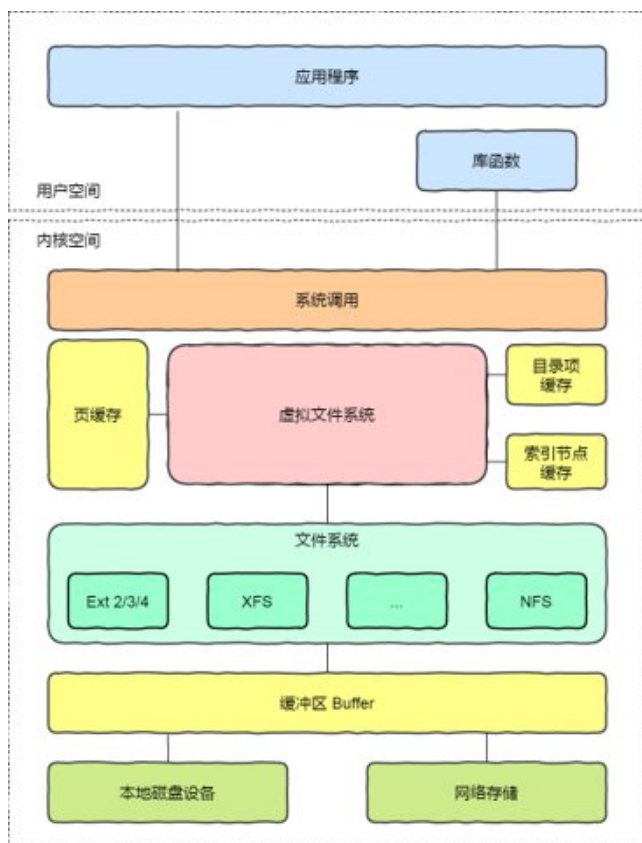 应用程序
库函数
用户空间
内核空间
系统调用
页缓存
虚拟文件系统
目录项
缓存
索引节点
缓存
文件系统
Ext 2/3/4
XFS
...
NFS
缓冲区 Buffer
本地磁盘设备
网络存储